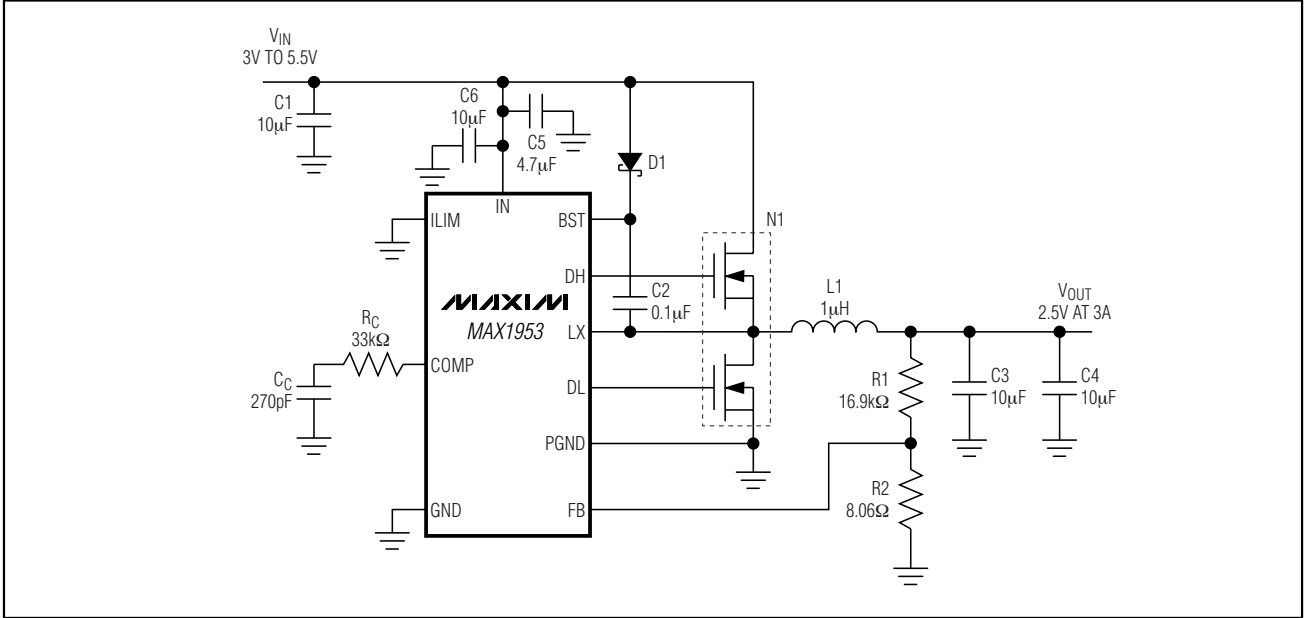 VIN
3V TO 5.5V
C1
10µF
C6
10µF
C5
4.7µF
D1
IN
ILIM
BST
N1
DH
C2
0.1µF
L1
1µH
VOUT
2.5V AT 3A
MAXIM
MAX1953
LX
RC
33kΩ
COMP
CC
270pF
DL
R1
16.9kΩ
C3
10µF
C4
10µF
PGND
R2
8.06Ω
GND
FB